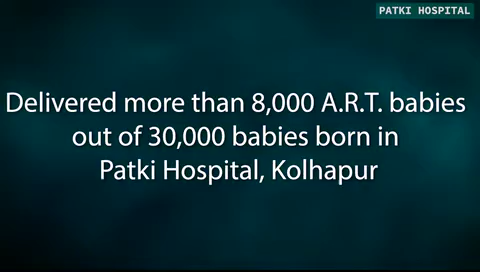 PATKI HOSPITAL
Delivered more than 8,000 A.R.T. babies
out of 30,000 babies born in
Patki Hospital, Kolhapur